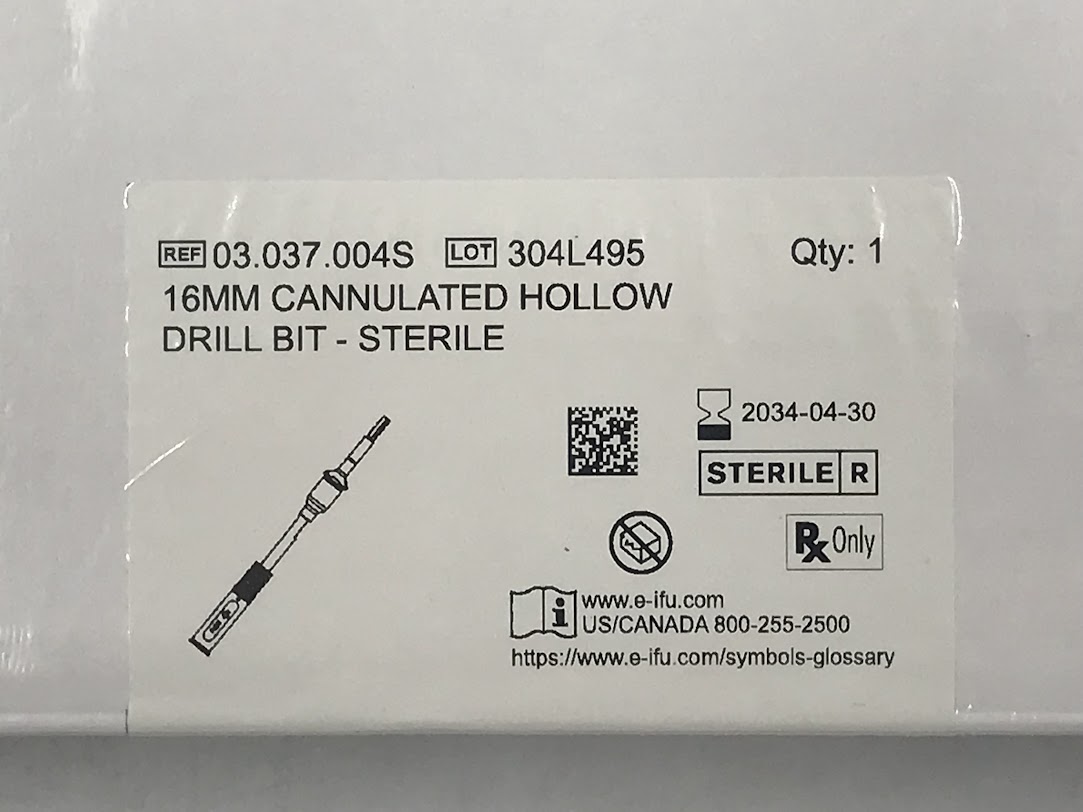 REF 03.037.004S LOT 304L495 Qty: 1
16MM CANNULATED HOLLOW
DRILL BIT - STERILE
2034-04-30
STERILE R
Rx Only
www.e-ifu.com
US/CANADA 800-255-2500
https://www.e-ifu.com/symbols-glossary